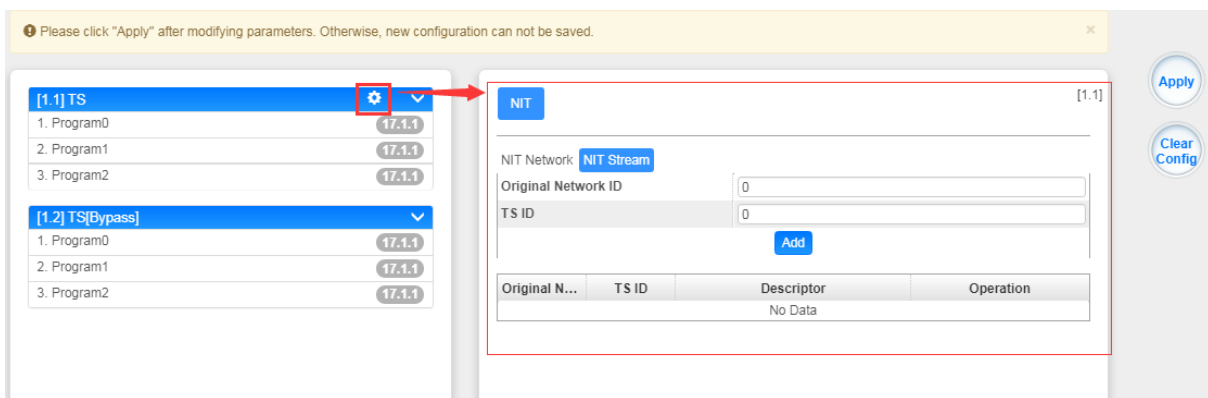 Please click "Apply" after modifying parameters. Otherwise, new configuration can not be saved.
[1.1] TS
1. Program0 17.1.1
2. Program1 17.1.1
3. Program2 17.1.1
[1.2] TS[Bypass]
1. Program0 17.1.1
2. Program1 17.1.1
3. Program2 17.1.1
NIT [1.1]
NIT Network NIT Stream
Original Network ID 0
TS ID 0
Add
Original N... TS ID Descriptor Operation
No Data
Apply
Clear
Config